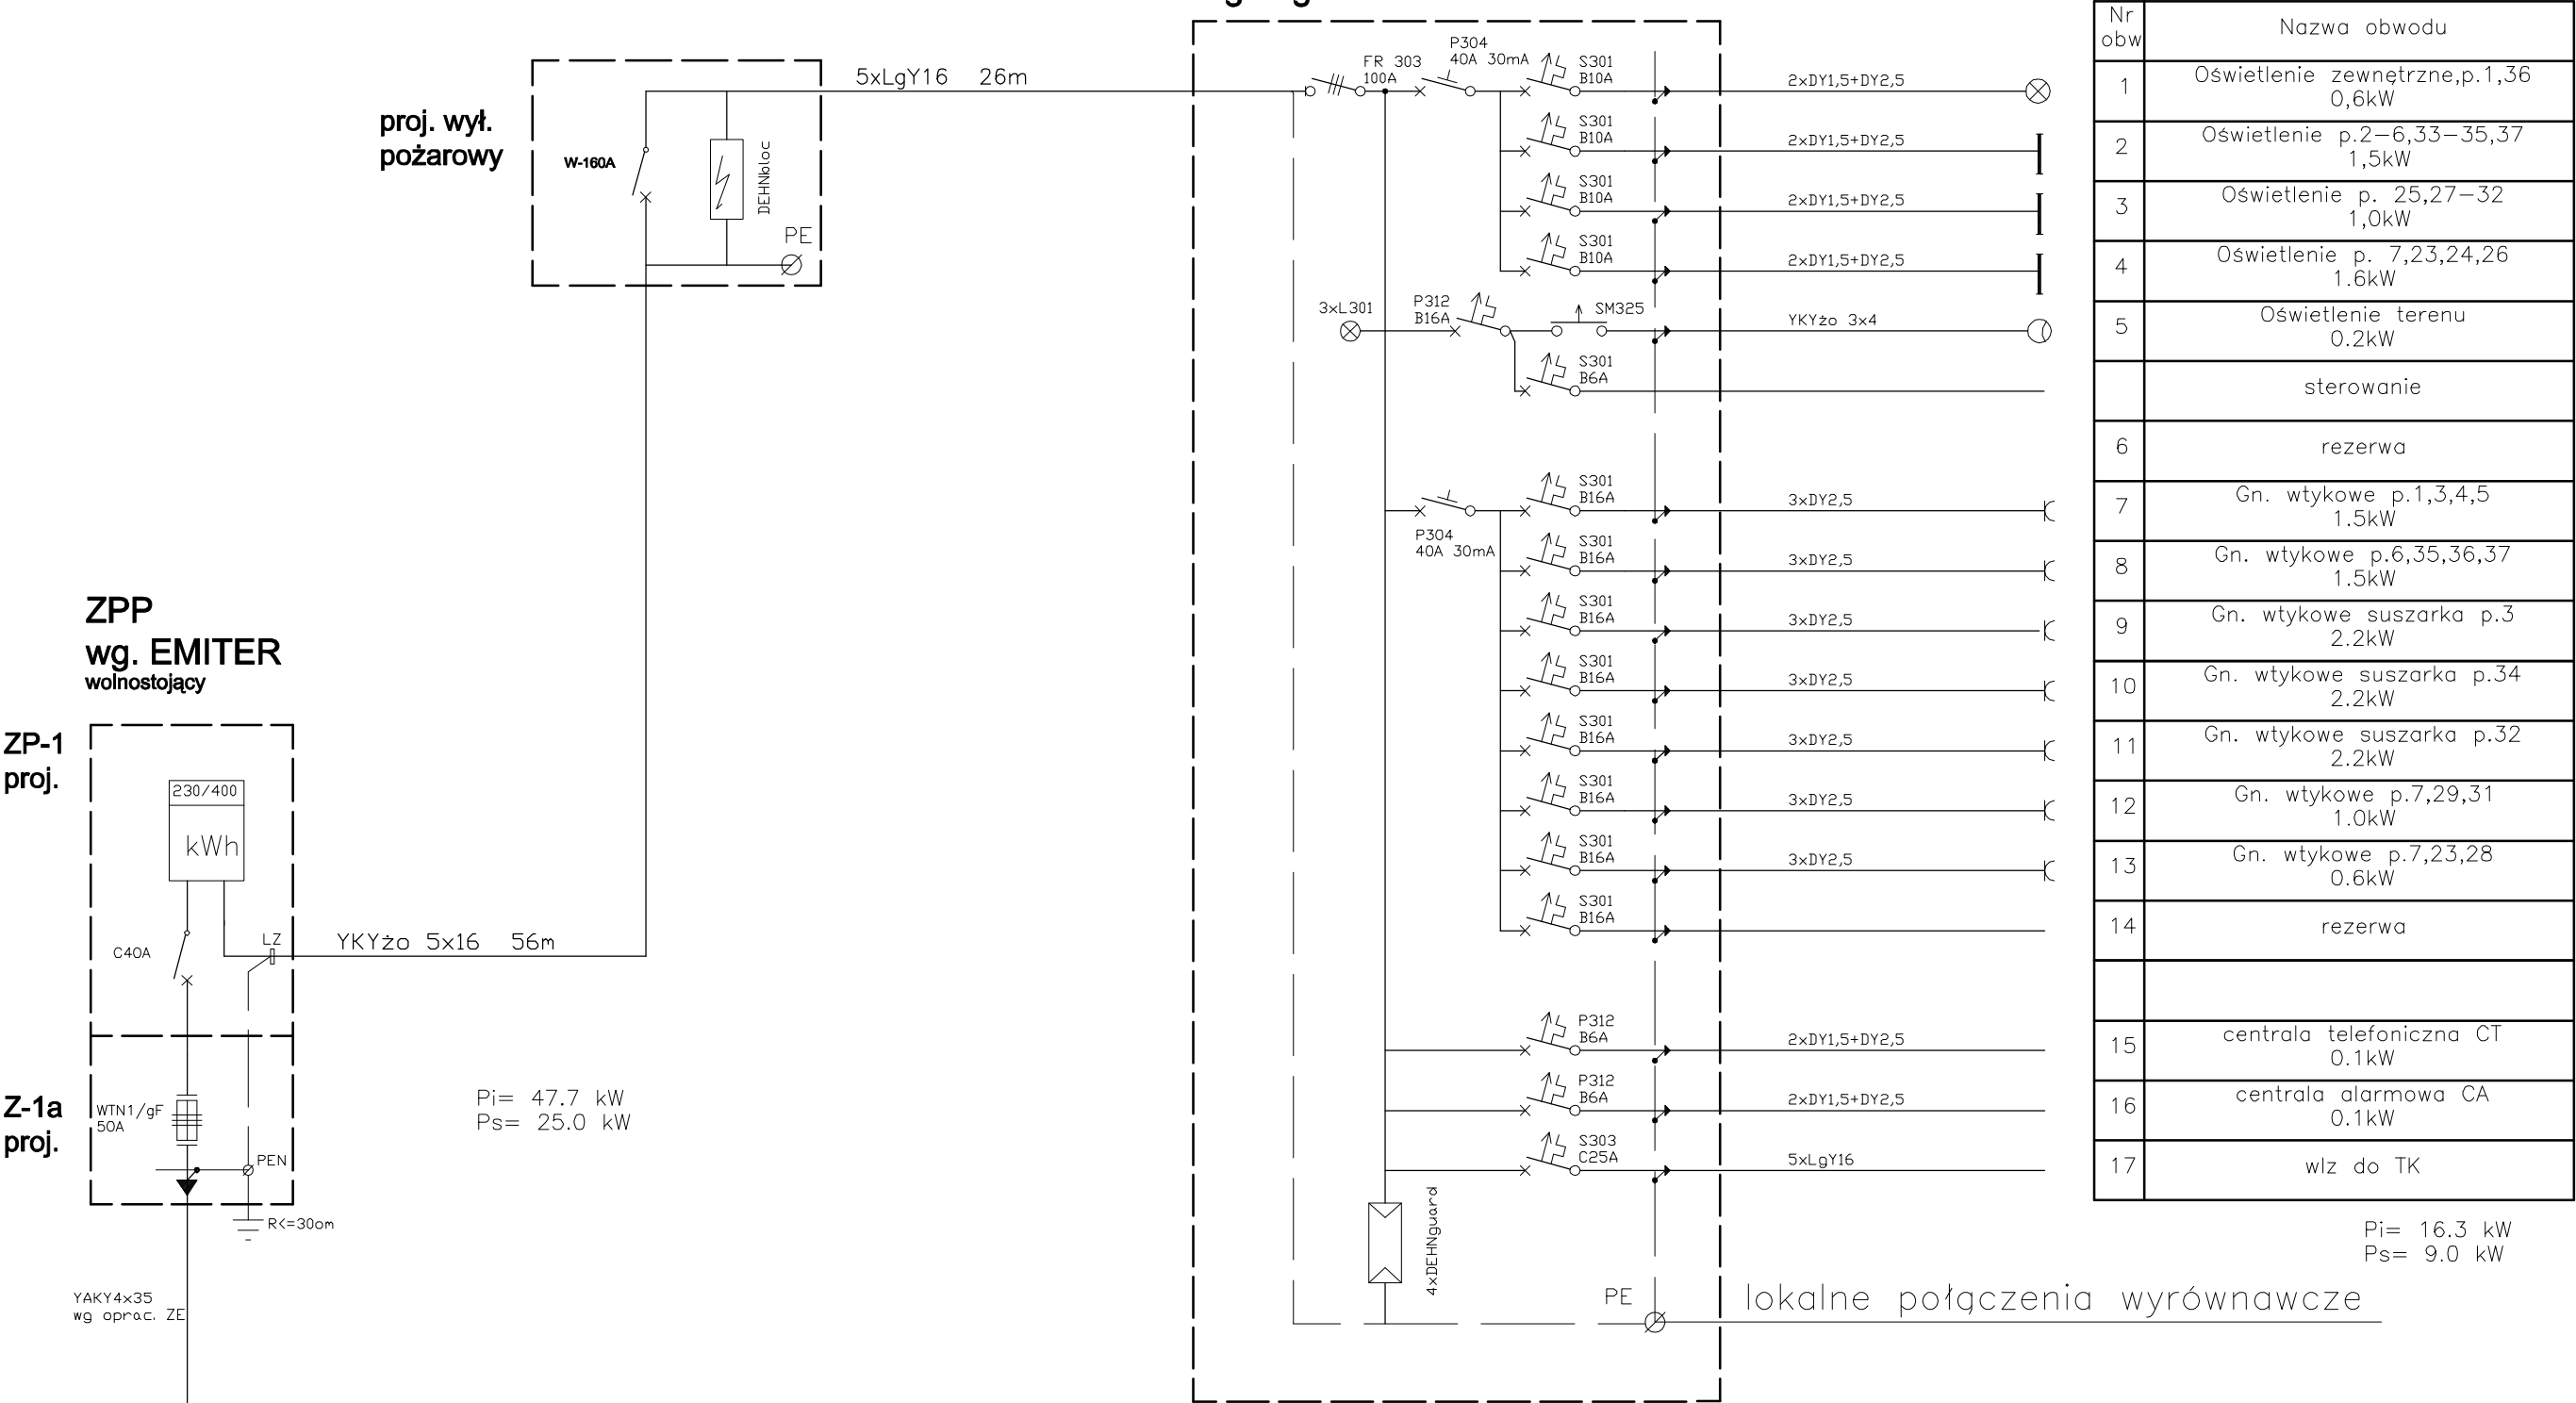 proj. wył.
pożarowy
W-160A
DEHNbloc
PE
5xLgY16 26m
FR 303
100A
P304
40A 30mA
S301
B10A
2xDY1,5+DY2,5
S301
B10A
2xDY1,5+DY2,5
S301
B10A
2xDY1,5+DY2,5
S301
B10A
2xDY1,5+DY2,5
3xL301
P312
B16A
SM325
YKYżo 3x4
S301
B6A
S301
B16A
3xDY2,5
P304
40A 30mA
S301
B16A
3xDY2,5
S301
B16A
3xDY2,5
S301
B16A
3xDY2,5
S301
B16A
3xDY2,5
S301
B16A
3xDY2,5
S301
B16A
3xDY2,5
S301
B16A
P312
B6A
2xDY1,5+DY2,5
P312
B6A
2xDY1,5+DY2,5
S303
C25A
5xLgY16
4xDEHNguard
PE
lokalne połączenia wyrównawcze
ZPP
wg. EMITER
wolnostojący
ZP-1
proj.
230/400
kWh
C40A
LZ
YKYżo 5x16 56m
Z-1a
proj.
WTN1/gF
50A
PEN
R<=30om
YAKY4x35
wg oprac. ZE
Pi= 47.7 kW
Ps= 25.0 kW
Nr
obw
Nazwa obwodu
1
Oświetlenie zewnętrzne,p.1,36
0,6kW
2
Oświetlenie p.2-6,33-35,37
1,5kW
3
Oświetlenie p. 25,27-32
1,0kW
4
Oświetlenie p. 7,23,24,26
1.6kW
5
Oświetlenie terenu
0.2kW
sterowanie
6
rezerwa
7
Gn. wtykowe p.1,3,4,5
1.5kW
8
Gn. wtykowe p.6,35,36,37
1.5kW
9
Gn. wtykowe suszarka p.3
2.2kW
10
Gn. wtykowe suszarka p.34
2.2kW
11
Gn. wtykowe suszarka p.32
2.2kW
12
Gn. wtykowe p.7,29,31
1.0kW
13
Gn. wtykowe p.7,23,28
0.6kW
14
rezerwa
15
centrala telefoniczna CT
0.1kW
16
centrala alarmowa CA
0.1kW
17
wlz do TK
Pi= 16.3 kW
Ps= 9.0 kW